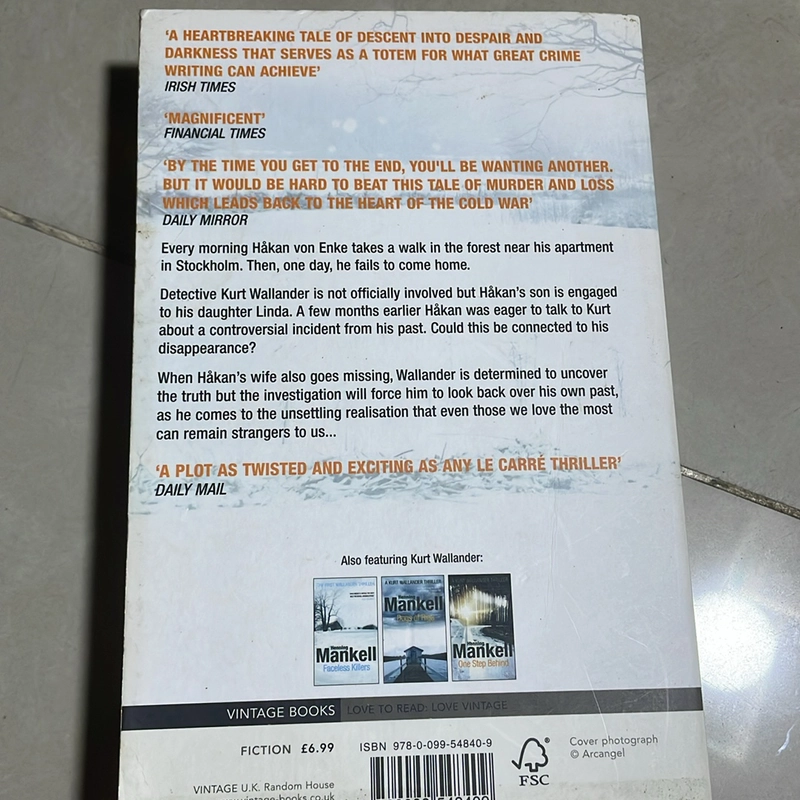 ‘A HEARTBREAKING TALE OF DESCENT INTO DESPAIR AND
DARKNESS THAT SERVES AS A TOTEM FOR WHAT GREAT CRIME
WRITING CAN ACHIEVE’
IRISH TIMES
‘MAGNIFICENT’
FINANCIAL TIMES
‘BY THE TIME YOU GET TO THE END, YOU'LL BE WANTING ANOTHER.
BUT IT WOULD BE HARD TO BEAT THIS TALE OF MURDER AND LOSS
WHICH LEADS BACK TO THE HEART OF THE COLD WAR’
DAILY MIRROR
Every morning Håkan von Enke takes a walk in the forest near his apartment
in Stockholm. Then, one day, he fails to come home.
Detective Kurt Wallander is not officially involved but Håkan’s son is engaged
to his daughter Linda. A few months earlier Håkan was eager to talk to Kurt
about a controversial incident from his past. Could this be connected to his
disappearance?
When Håkan’s wife also goes missing, Wallander is determined to uncover
the truth but the investigation will force him to look back over his own past,
as he comes to the unsettling realisation that even those we love the most
can remain strangers to us...
‘A PLOT AS TWISTED AND EXCITING AS ANY LE CARRÉ THRILLER’
DAILY MAIL
Also featuring Kurt Wallander:
Henning
Mankell
Faceless Killers
A KURT WALLANDER THRILLER
Henning
Mankell
Henning
Mankell
One Step Behind
VINTAGE BOOKS LOVE TO READ: LOVE VINTAGE
FICTION £6.99
ISBN 978-0-099-54840-9
FSC
Cover photograph
© Arcangel
VINTAGE U.K. Random House
www.vintage-books.co.uk